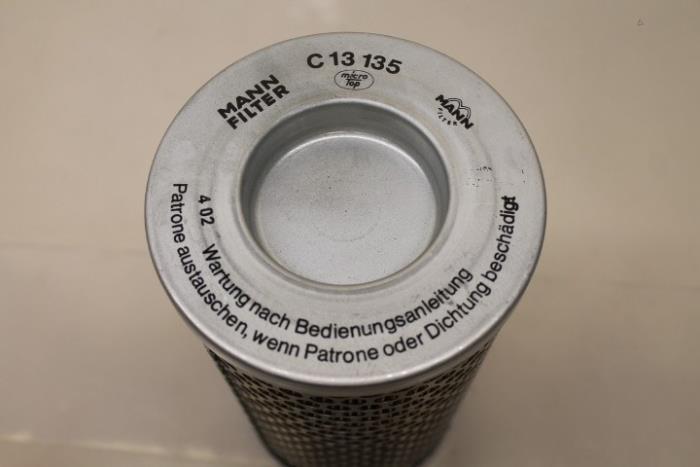 C 13 135
micro
Top
MANN
FILTER
MANN
FILTER
4 02 Wartung nach Bedienungsanleitung
Patrone austauschen, wenn Patrone oder Dichtung beschädigt